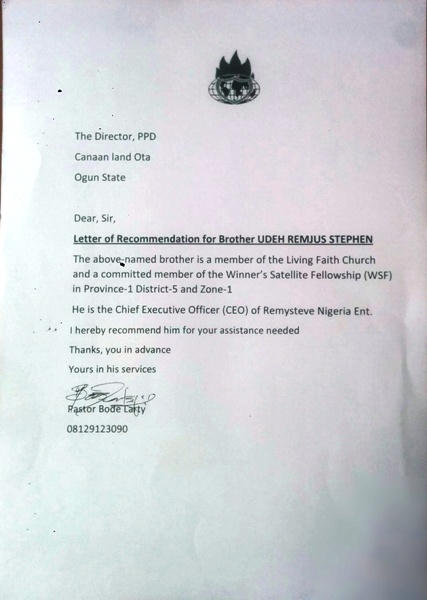 The Director, PPD
Canaan land Ota
Ogun State
Dear, Sir,
Letter of Recommendation for Brother UDEH REMJUS STEPHEN
The above-named brother is a member of the Living Faith Church
and a committed member of the Winner's Satellite Fellowship (WSF)
in Province-1 District-5 and Zone-1
He is the Chief Executive Officer (CEO) of Remysteve Nigeria Ent.
I hereby recommend him for your assistance needed
Thanks, you in advance
Yours in his services
Pastor Bode Larty
08129123090